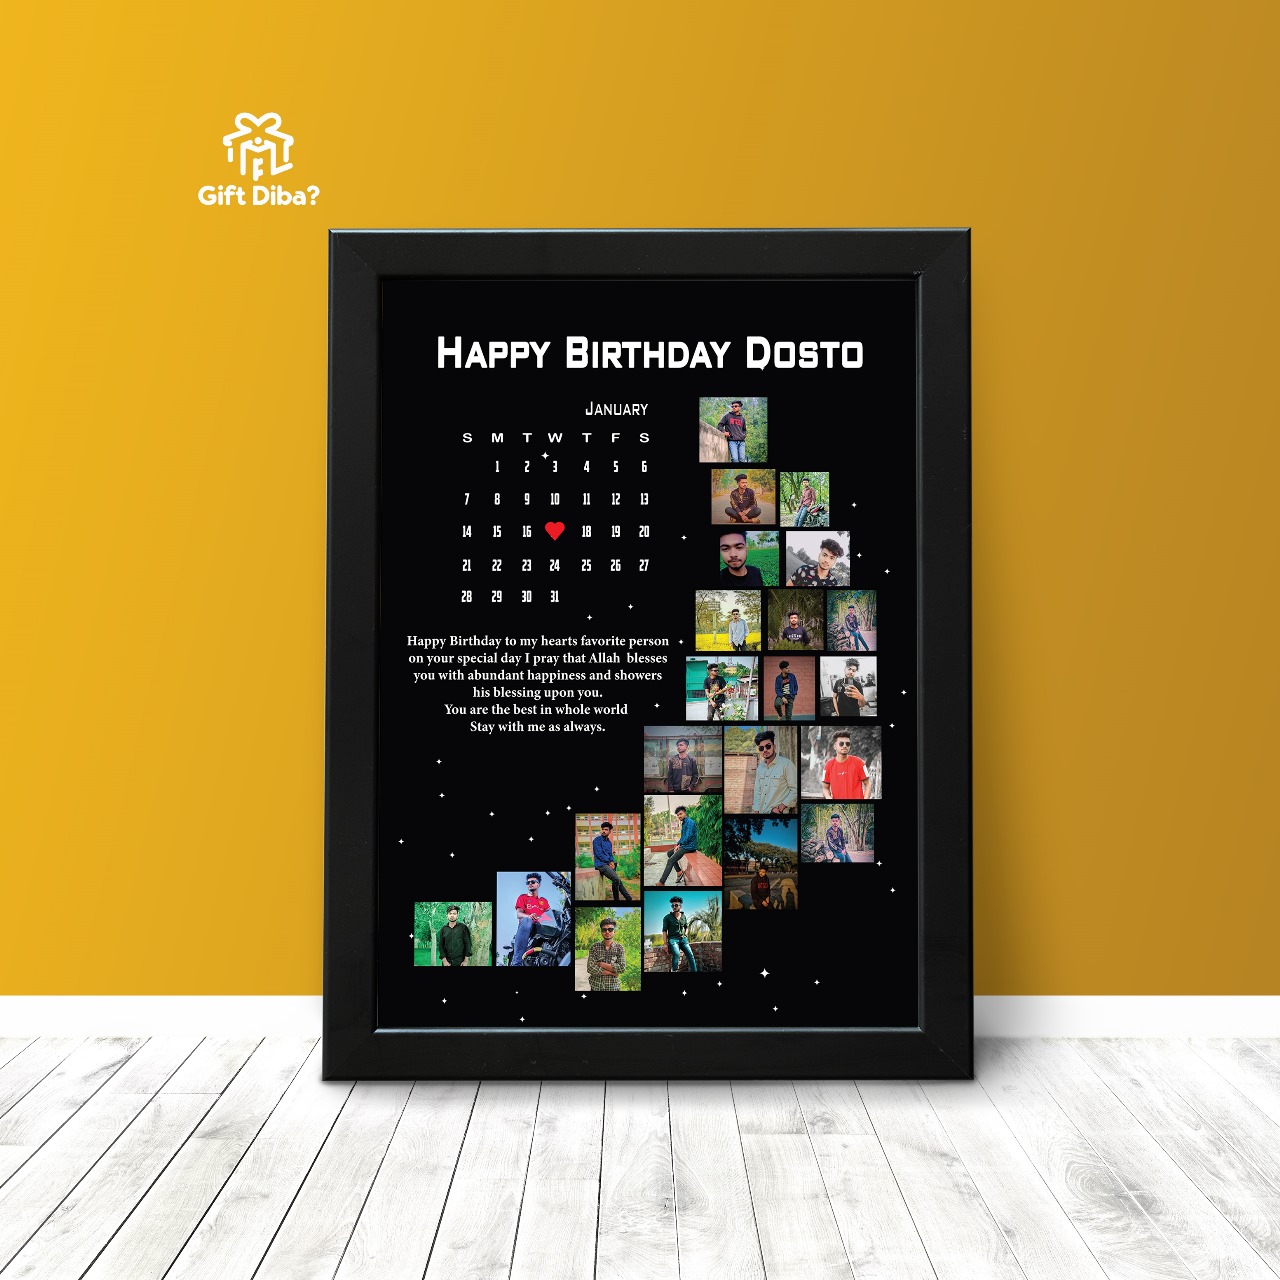 Gift Diba?
Happy Birthday Dosto
January
S M T W T F S
1 2 3 4 5 6
7 8 9 10 11 12 13
14 15 16 18 19 20
21 22 23 24 25 26 27
28 29 30 31
Happy Birthday to my hearts favorite person
on your special day I pray that Allah blesses
you with abundant happiness and showers
his blessing upon you.
You are the best in whole world
Stay with me as always.